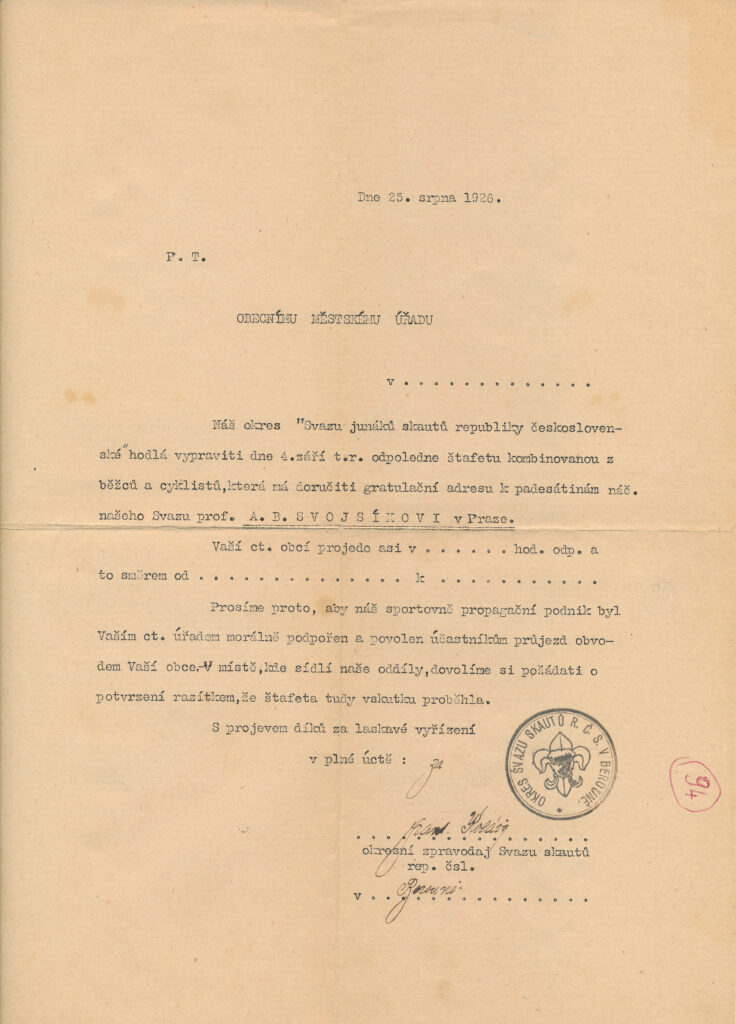 Dne 25. srpna 1926.
P. T.
OBECNÍMU MĚSTSKÉMU ÚŘADU
v . . . . . . . . . . . . .
Náš okres "Svazu junáků skautů republiky českosloven-
ské" hodlá vypraviti dne 4.září t.r. odpoledne štafetu kombinovanou z
běžců a cyklistů,která má doručiti gratulační adresu k padesátinám náč.
našeho Svazu prof. A. B. S V O J S Í K O V I v Praze.
Vaší ct. obcí projede asi v . . . . . . . hod. odp. a
to směrem od . . . . . . . . . . . . . . . k . . . . . . . . . . . .
Prosíme proto, aby náš sportovně propagační podnik byl
Vaším ct. úřadem morálně podpořen a povolen účastníkům průjezd obvo-
dem Vaší obce.-V místě,kde sídlí naše oddíly,dovolíme si požádati o
potvrzení razítkem,že štafeta tudy vskutku proběhla.
S projevem díků za laskavé vyřízení
v plné úctě :
za
OKRES SVAZU SKAUTŮ R. Č. S. V BEROUNĚ. *
94
okresní zpravodaj Svazu skautů
rep. čsl.
v Berouně